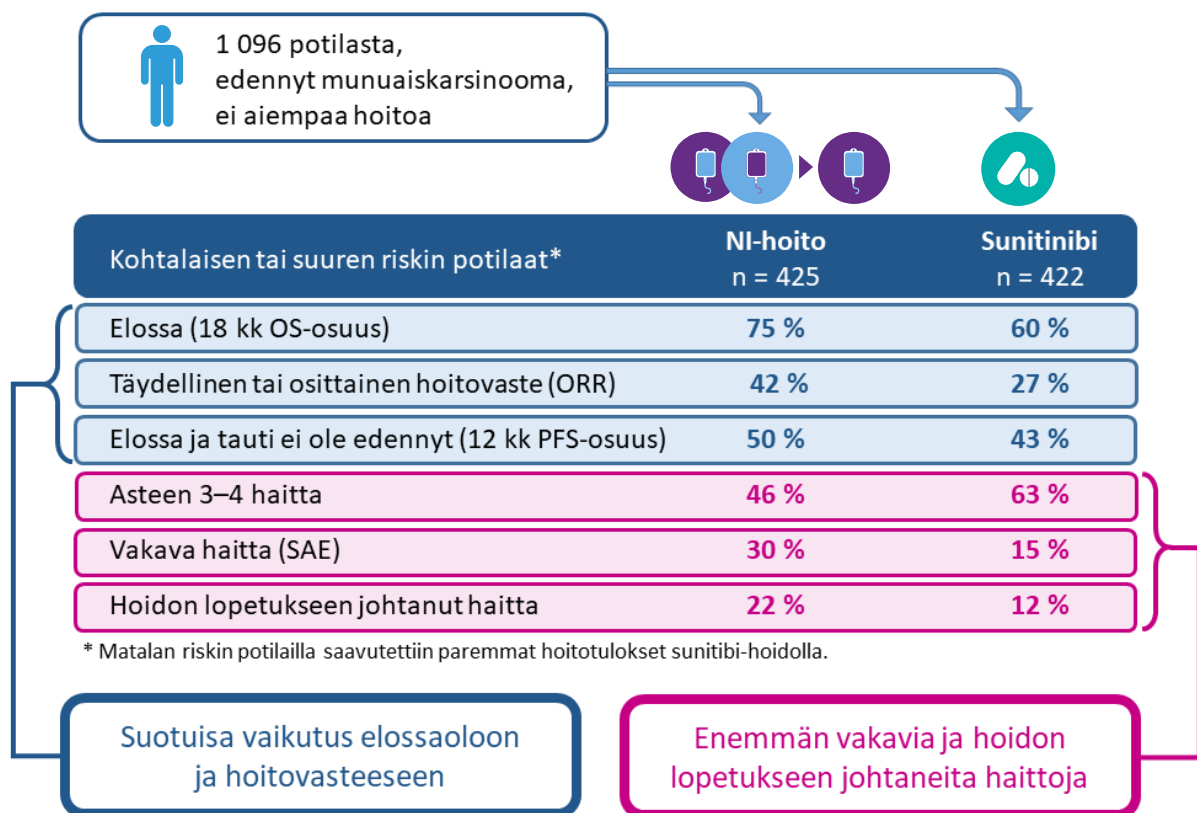 1 096 potilasta,
edennyt munuaiskarsinooma,
ei aiempaa hoitoa
Kohtalaisen tai suuren riskin potilaat* NI-hoito n = 425 Sunitinibi n = 422
Elossa (18 kk OS-osuus) 75 % 60 %
Täydellinen tai osittainen hoitovaste (ORR) 42 % 27 %
Elossa ja tauti ei ole edennyt (12 kk PFS-osuus) 50 % 43 %
Asteen 3–4 haitta 46 % 63 %
Vakava haitta (SAE) 30 % 15 %
Hoidon lopetukseen johtanut haitta 22 % 12 %
* Matalan riskin potilailla saavutettiin paremmat hoitotulokset sunitibi-hoidolla.
Suotuisa vaikutus elossaoloon
ja hoitovasteeseen
Enemmän vakavia ja hoidon
lopetukseen johtaneita haittoja